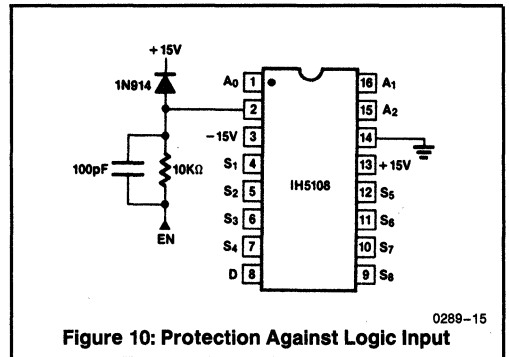 +15V
1N914
100pF
10KΩ
EN
A0 1
2
-15V 3
S1 4
S2 5
S3 6
S4 7
D 8
IH5108
16 A1
15 A2
14
13 +15V
12 S5
11 S6
10 S7
9 S8
0289-15
Figure 10: Protection Against Logic Input